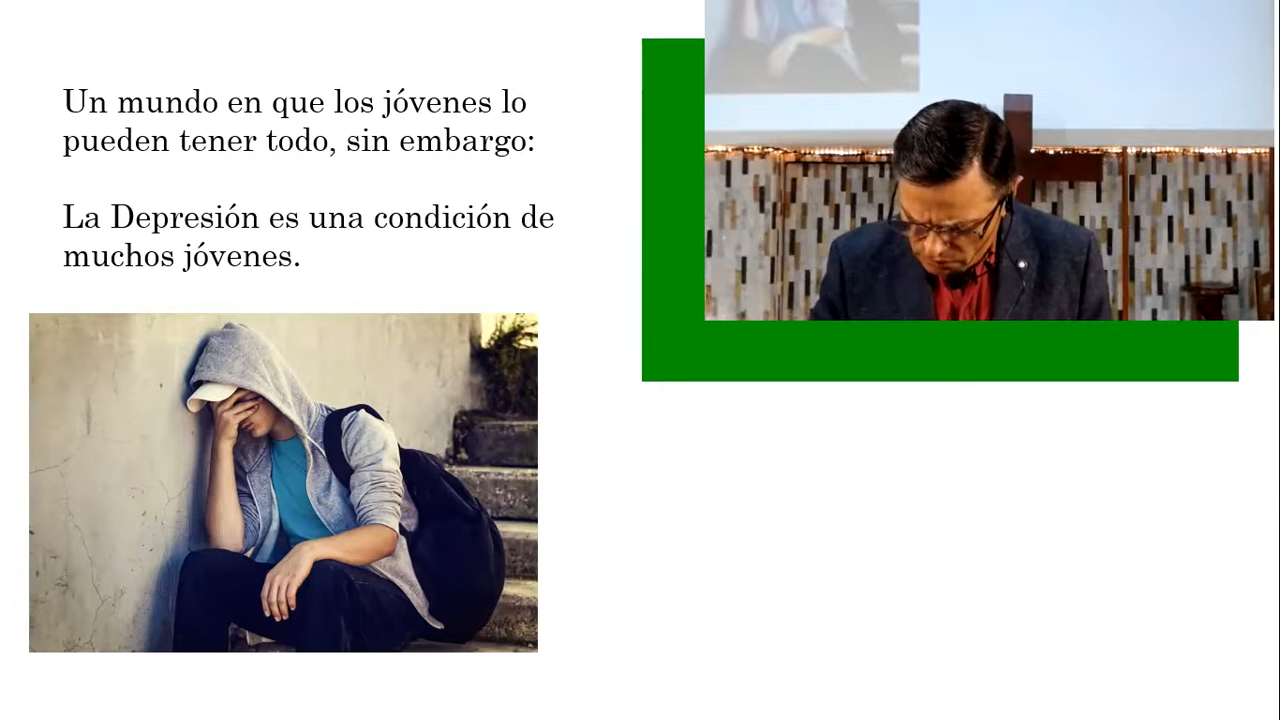 Un mundo en que los jóvenes lo
pueden tener todo, sin embargo:
La Depresión es una condición de
muchos jóvenes.